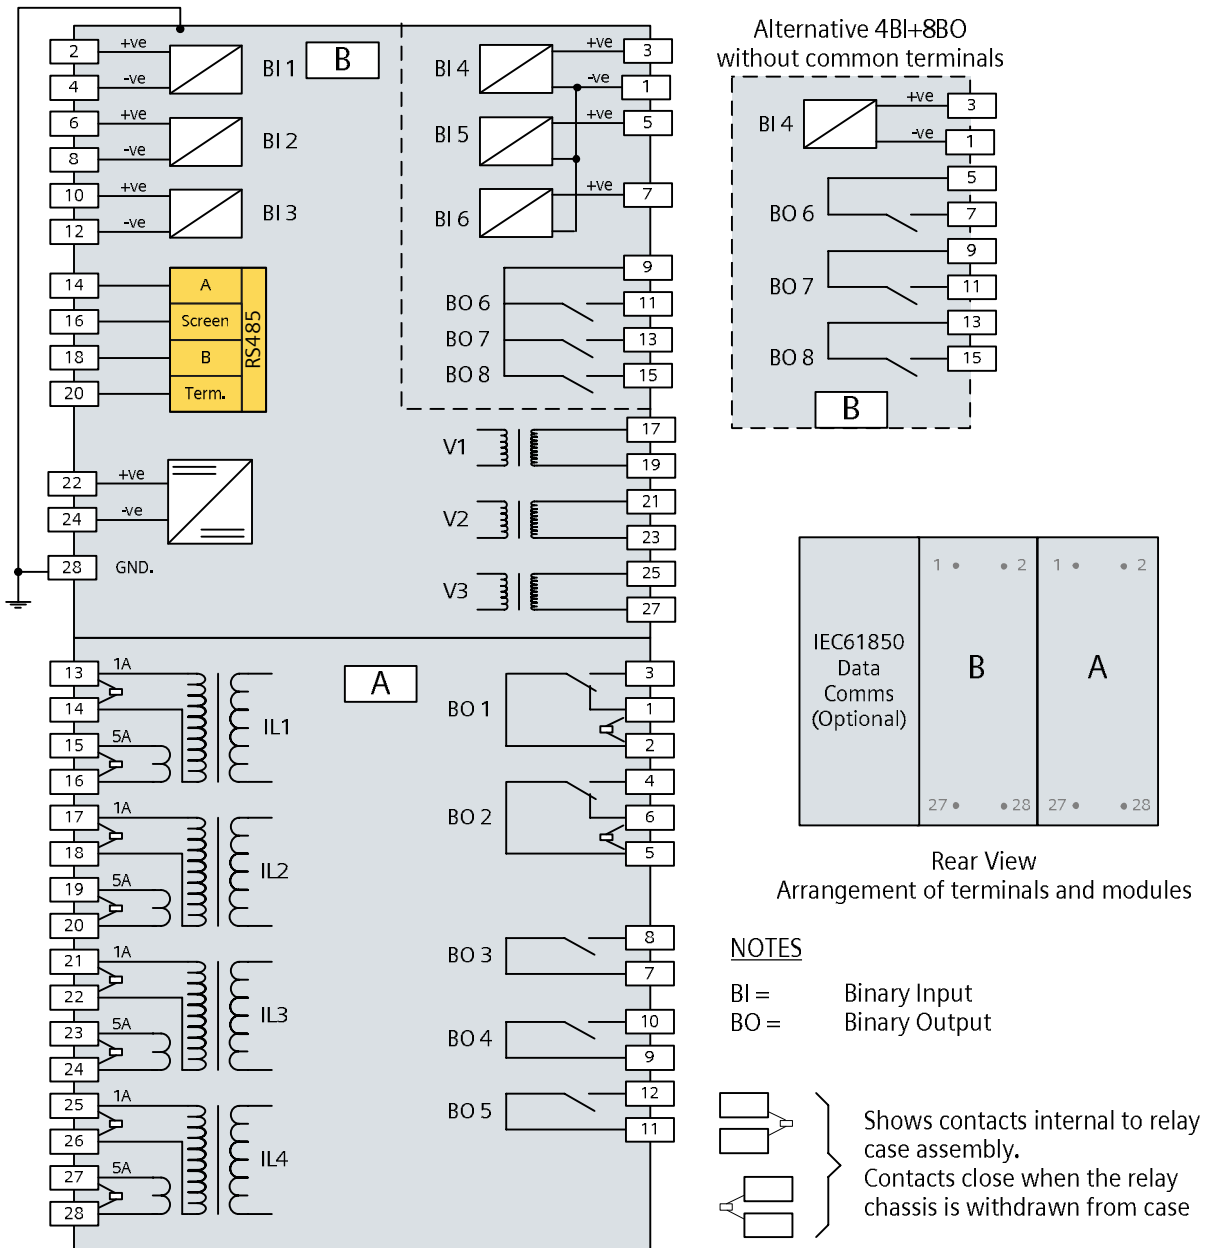 Alternative 4BI+8BO
without common terminals
2 +ve
4 -ve
BI 1
B
6 +ve
8 -ve
BI 2
10 +ve
12 -ve
BI 3
14 A
16 Screen
18 B
20 Term.
RS485
22 +ve
24 -ve
28 GND.
BI 4 +ve 3
-ve 1
BI 5 +ve 5
BI 6 +ve 7
9
BO 6 11
BO 7 13
BO 8 15
V1 17
19
V2 21
23
V3 25
27
BI 4 +ve 3
-ve 1
5
BO 6 7
9
BO 7 11
13
BO 8 15
B
13 1A
14
15 5A
16
IL1
17 1A
18
19 5A
20
IL2
21 1A
22
23 5A
24
IL3
25 1A
26
27 5A
28
IL4
A
BO 1 3
1
2
BO 2 4
6
5
BO 3 8
7
BO 4 10
9
BO 5 12
11
1 2 1 2
IEC61850
Data
Comms
(Optional)
B A
27 28 27 28
Rear View
Arrangement of terminals and modules
NOTES
BI = Binary Input
BO = Binary Output
Shows contacts internal to relay
case assembly.
Contacts close when the relay
chassis is withdrawn from case